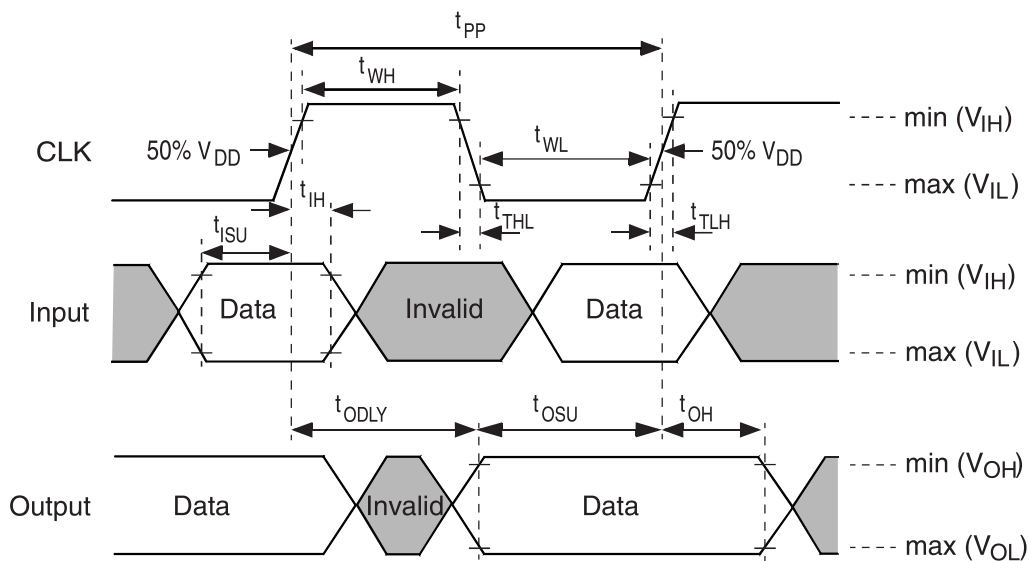 t_PP
t_WH
min (V_IH)
CLK
50% V_DD
t_WL
50% V_DD
max (V_IL)
t_IH
t_THL
t_TLH
t_ISU
min (V_IH)
Input
Data
Invalid
Data
max (V_IL)
t_ODLY
t_OSU
t_OH
min (V_OH)
Output
Data
Invalid
Data
max (V_OL)